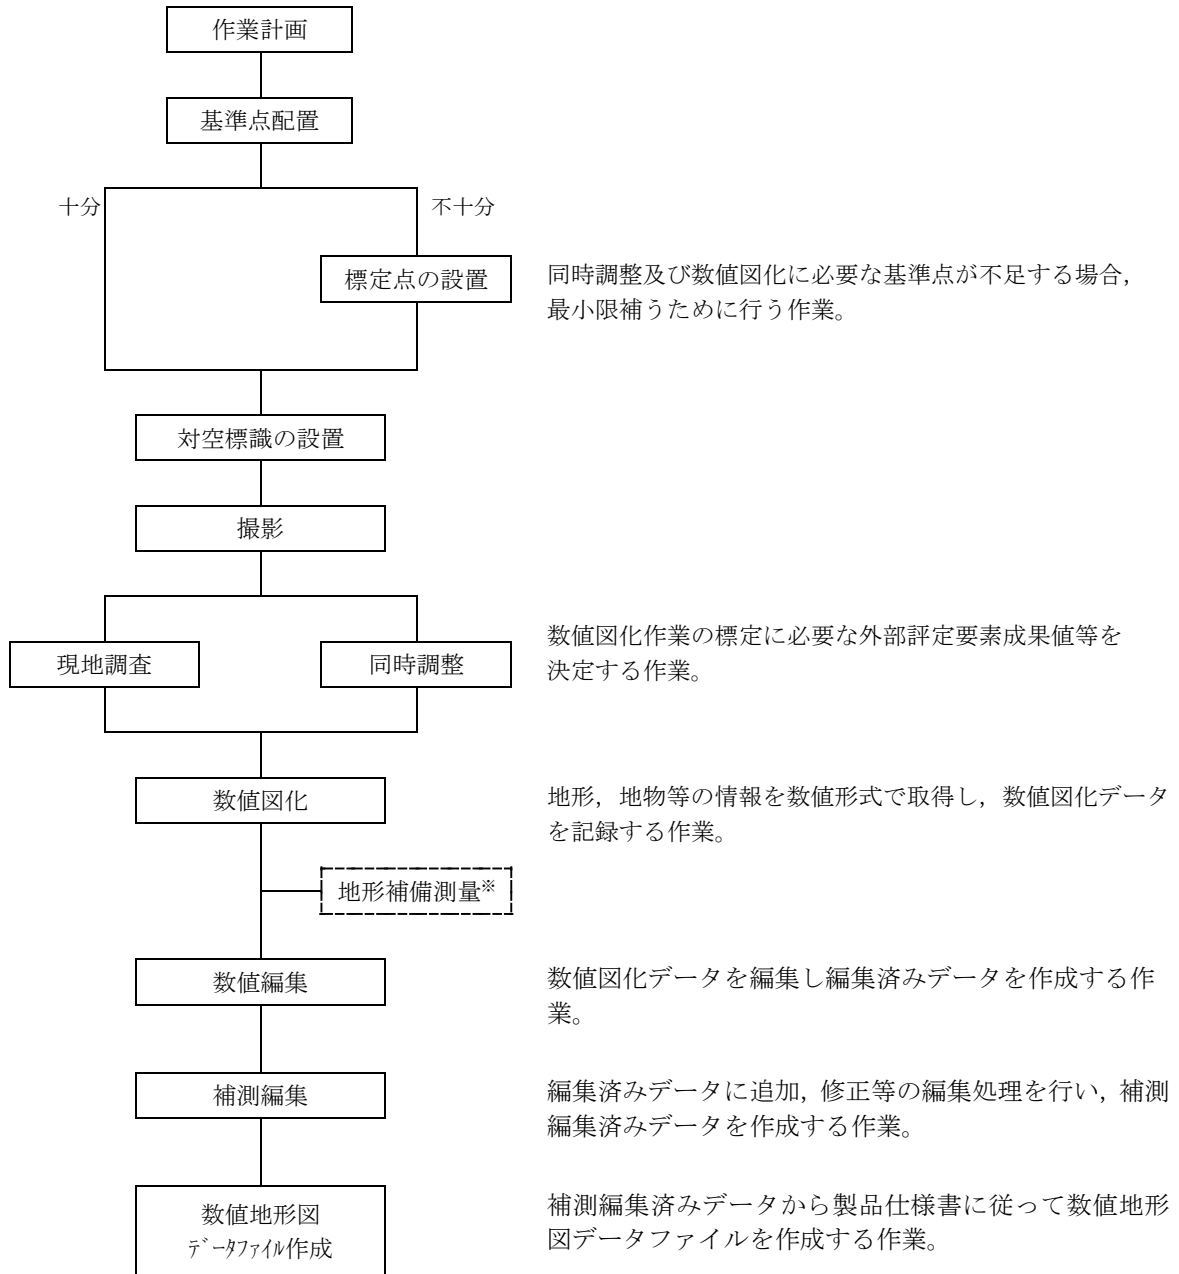 作業計画
基準点配置
十分
不十分
標定点の設置
同時調整及び数値図化に必要な基準点が不足する場合,
最小限補うために行う作業。
対空標識の設置
撮影
現地調査
同時調整
数値図化作業の標定に必要な外部評定要素成果値等を
決定する作業。
数値図化
地形，地物等の情報を数値形式で取得し，数値図化データ
を記録する作業。
地形補備測量※
数値編集
数値図化データを編集し編集済みデータを作成する作
業。
補測編集
編集済みデータに追加, 修正等の編集処理を行い, 補測
編集済みデータを作成する作業。
数値地形図
ﾃﾞｰﾀﾌｧｲﾙ作成
補測編集済みデータから製品仕様書に従って数値地形
図データファイルを作成する作業。